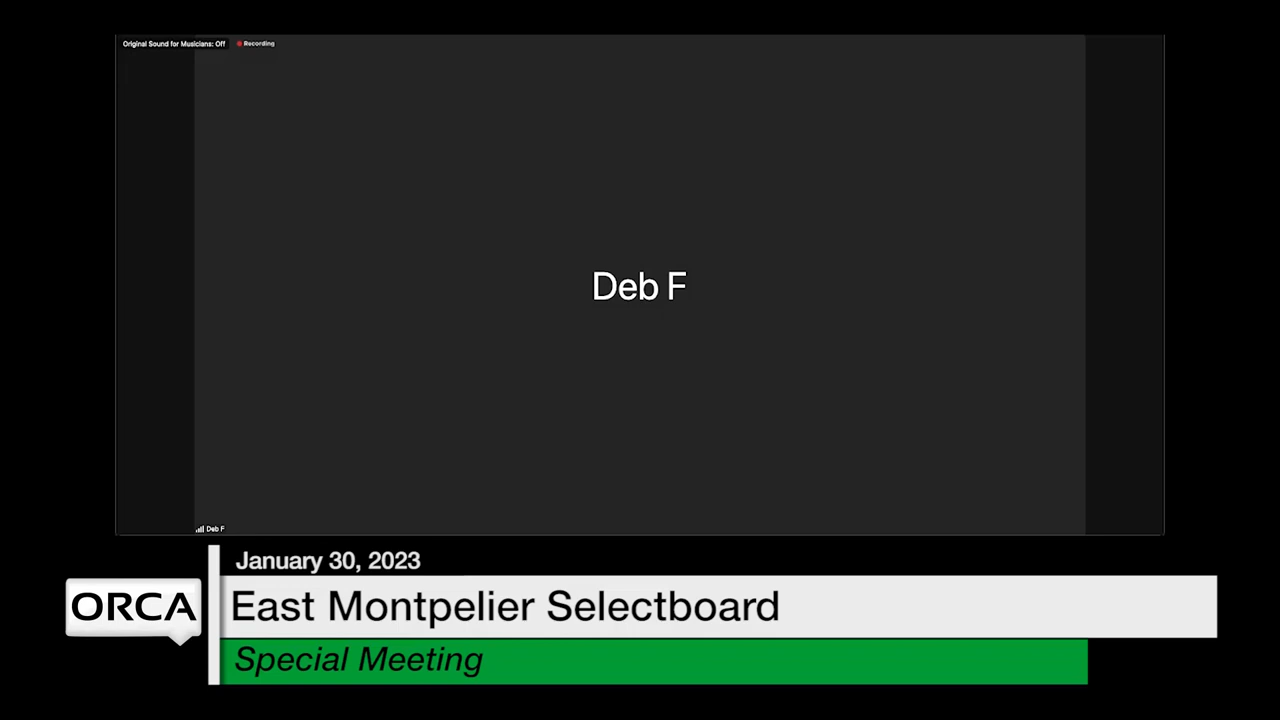 Original Sound for Musicians: Off Recording
Deb F
Deb F
January 30, 2023
ORCA
East Montpelier Selectboard
Special Meeting